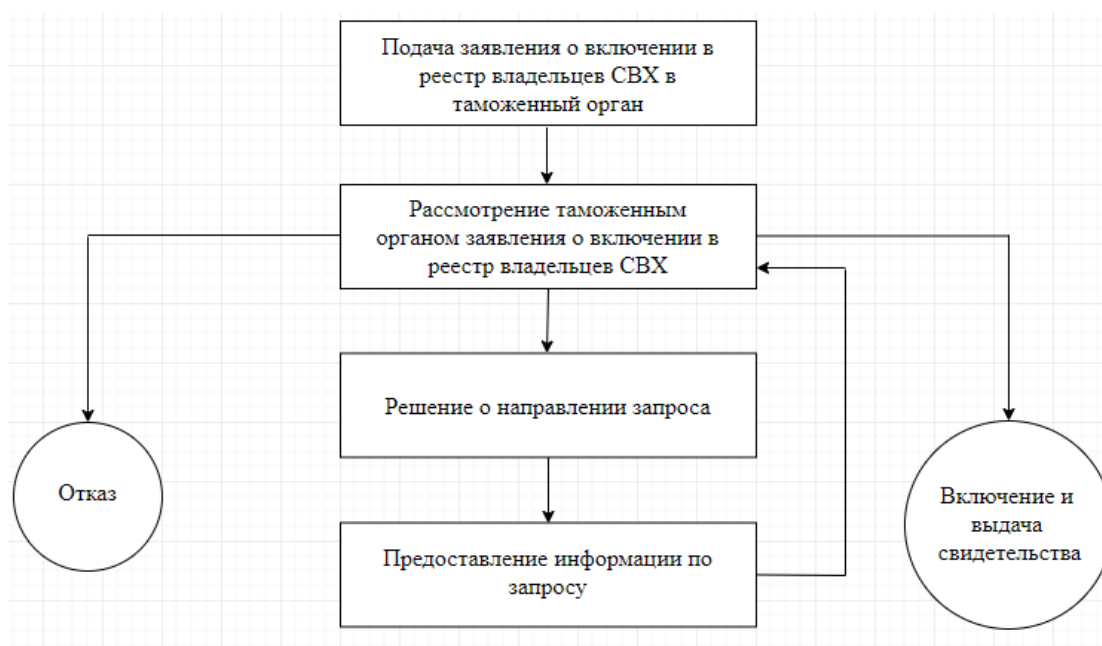 Подача заявления о включении в
реестр владельцев СВХ в
таможенный орган
Рассмотрение таможенным
органом заявления о включении в
реестр владельцев СВХ
Решение о направлении запроса
Отказ
Включение и
выдача
свидетельства
Предоставление информации по
запросу